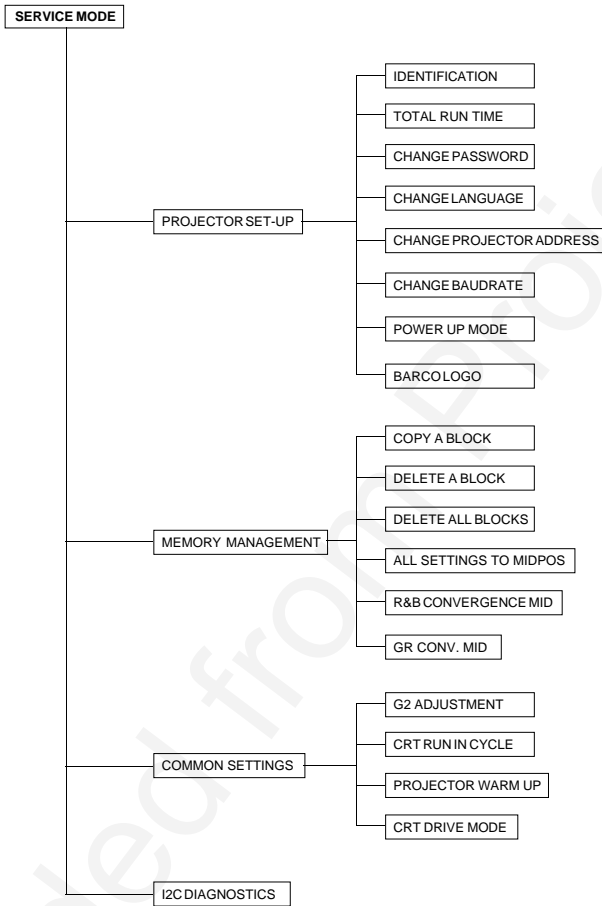 SERVICE MODE
IDENTIFICATION
TOTAL RUN TIME
CHANGE PASSWORD
CHANGE LANGUAGE
PROJECTOR SET-UP
CHANGE PROJECTOR ADDRESS
CHANGE BAUDRATE
POWER UP MODE
BARCO LOGO
COPY A BLOCK
DELETE A BLOCK
DELETE ALL BLOCKS
MEMORY MANAGEMENT
ALL SETTINGS TO MIDPOS
R&B CONVERGENCE MID
GR CONV. MID
G2 ADJUSTMENT
CRT RUN IN CYCLE
COMMON SETTINGS
PROJECTOR WARM UP
CRT DRIVE MODE
I2C DIAGNOSTICS
ded from Projec